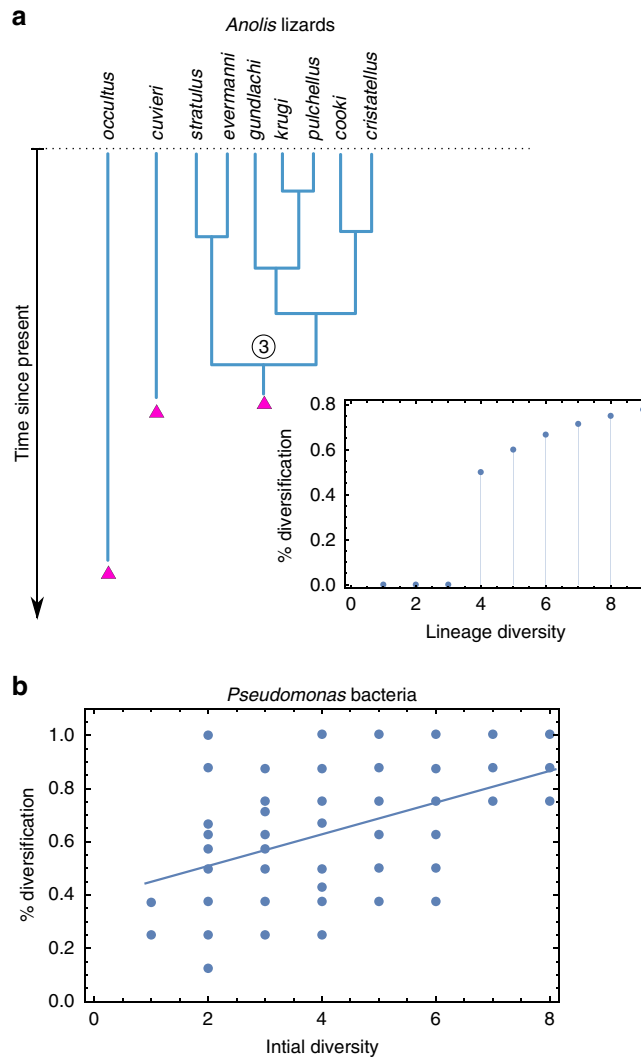 a
Anolis lizards
occultus
cuvieri
stratulus
evermanni
gundlachi
krugi
pulchellus
cooki
cristatellus
Time since present
3
% diversification
0.8
0.6
0.4
0.2
0.0
0 2 4 6 8
Lineage diversity
b
Pseudomonas bacteria
% diversification
1.0
0.8
0.6
0.4
0.2
0.0
0 2 4 6 8
Intial diversity